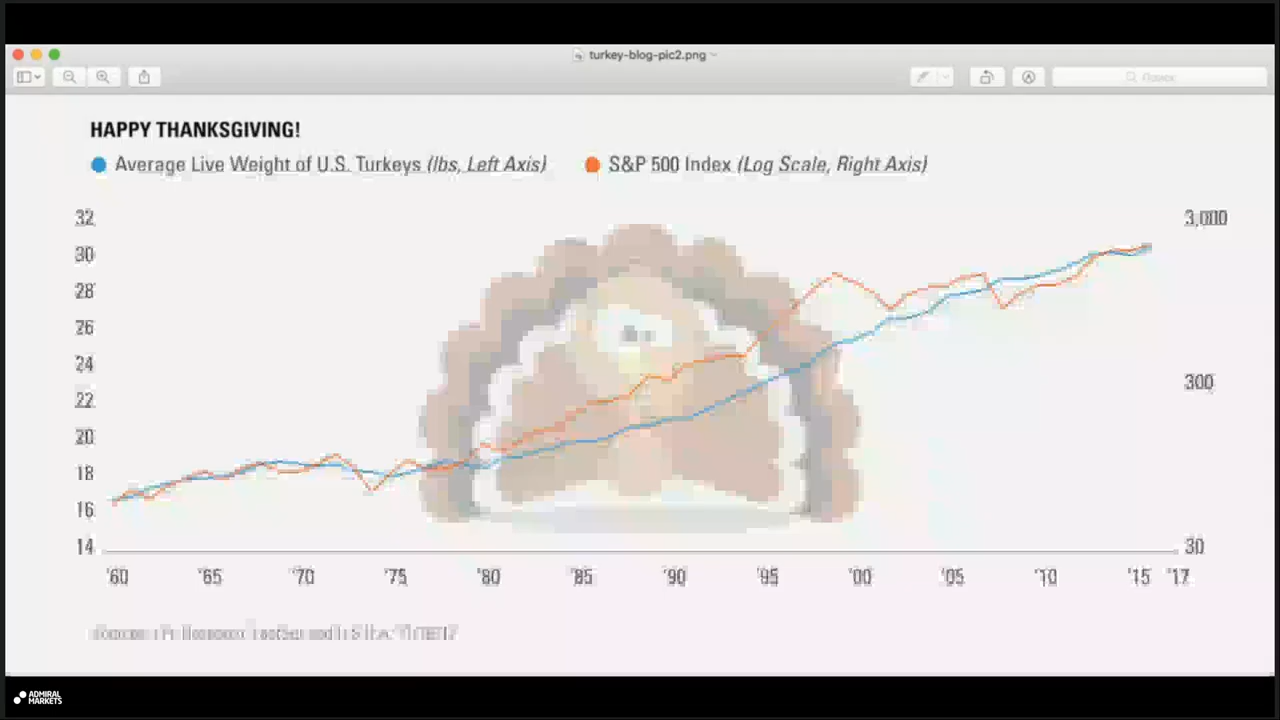 turkey-blog-pic2.png
Поиск
HAPPY THANKSGIVING!
Average Live Weight of U.S. Turkeys (lbs, Left Axis) S&P 500 Index (Log Scale, Right Axis)
32 3,000
30
28
26
24 300
22
20
18
16
14 30
'60 '65 '70 '75 '80 '85 '90 '95 '00 '05 '10 '15 '17
ADMIRAL
MARKETS